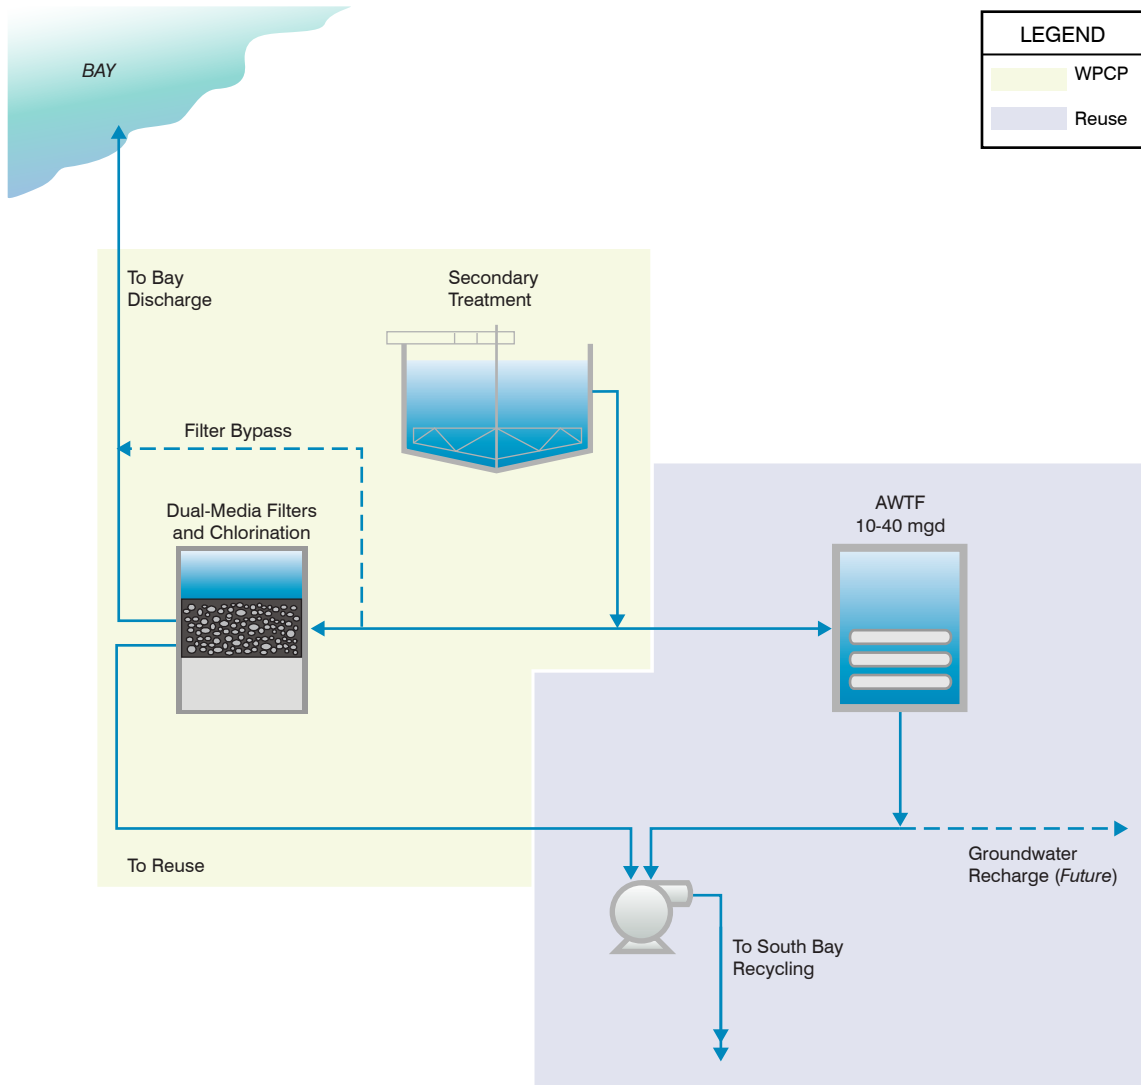 LEGEND
WPCP
Reuse
BAY
To Bay
Discharge
Secondary
Treatment
Filter Bypass
Dual-Media Filters
and Chlorination
AWTF
10-40 mgd
To Reuse
Groundwater
Recharge (Future)
To South Bay
Recycling